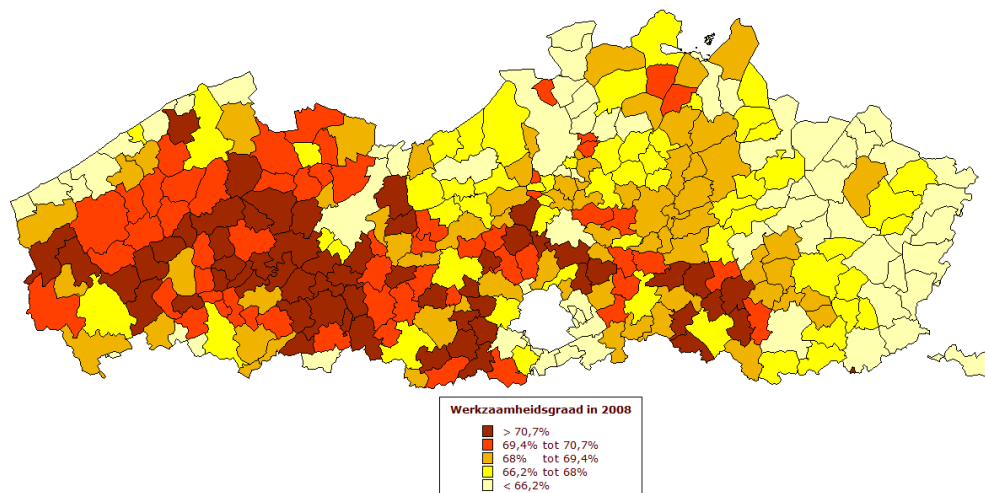 Werkzaamheidsgraad in 2008
> 70,7%
69,4% tot 70,7%
68% tot 69,4%
66,2% tot 68%
< 66,2%